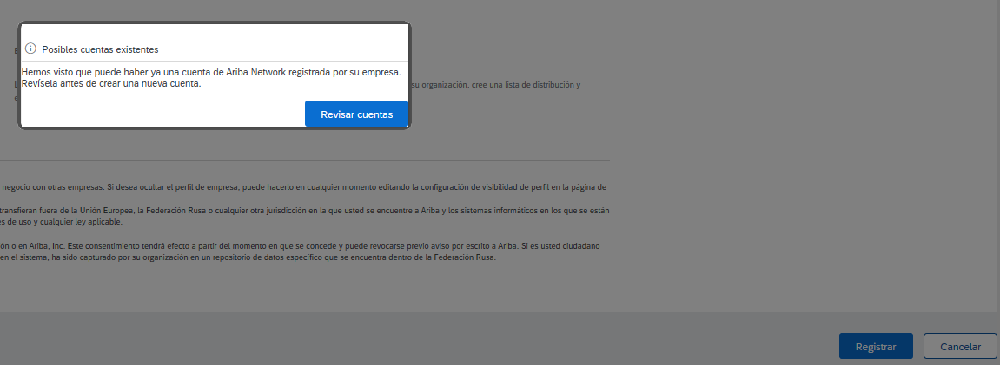 Posibles cuentas existentes
Hemos visto que puede haber ya una cuenta de Ariba Network registrada por su empresa.
Revísela antes de crear una nueva cuenta.
su organización, cree una lista de distribución y
Revisar cuentas
negocio con otras empresas. Si desea ocultar el perfil de empresa, puede hacerlo en cualquier momento editando la configuración de visibilidad de perfil en la página de
transfieran fuera de la Unión Europea, la Federación Rusa o cualquier otra jurisdicción en la que usted se encuentre a Ariba y los sistemas informáticos en los que se están
es de uso y cualquier ley aplicable.
ón o en Ariba, Inc. Este consentimiento tendrá efecto a partir del momento en que se concede y puede revocarse previo aviso por escrito a Ariba. Si es usted ciudadano
en el sistema, ha sido capturado por su organización en un repositorio de datos específico que se encuentra dentro de la Federación Rusa.
Registrar
Cancelar